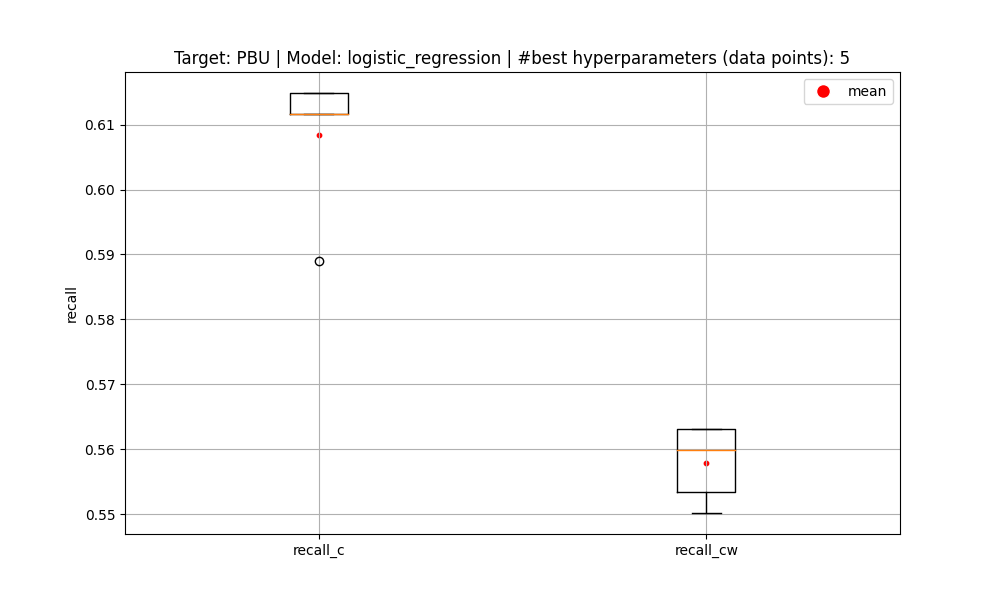 Target: PBU | Model: logistic_regression | #best hyperparameters (data points): 5
mean
0.61
0.60
0.59
0.58
0.57
0.56
0.55
recall
recall_c
recall_cw